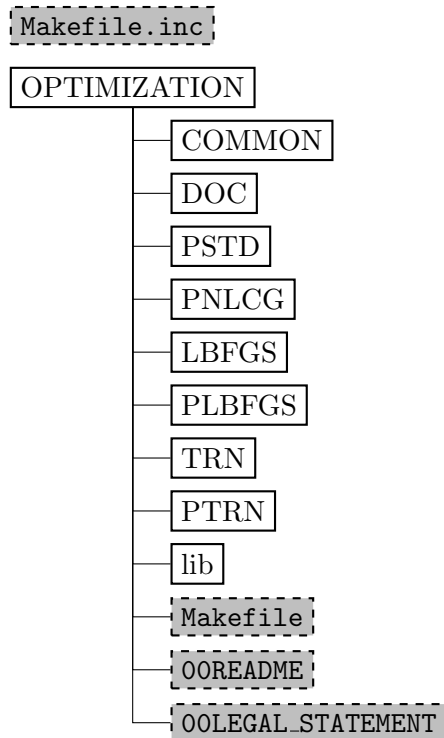 Makefile.inc
OPTIMIZATION
COMMON
DOC
PSTD
PNLCG
LBFGS
PLBFGS
TRN
PTRN
lib
Makefile
00README
00LEGAL_STATEMENT